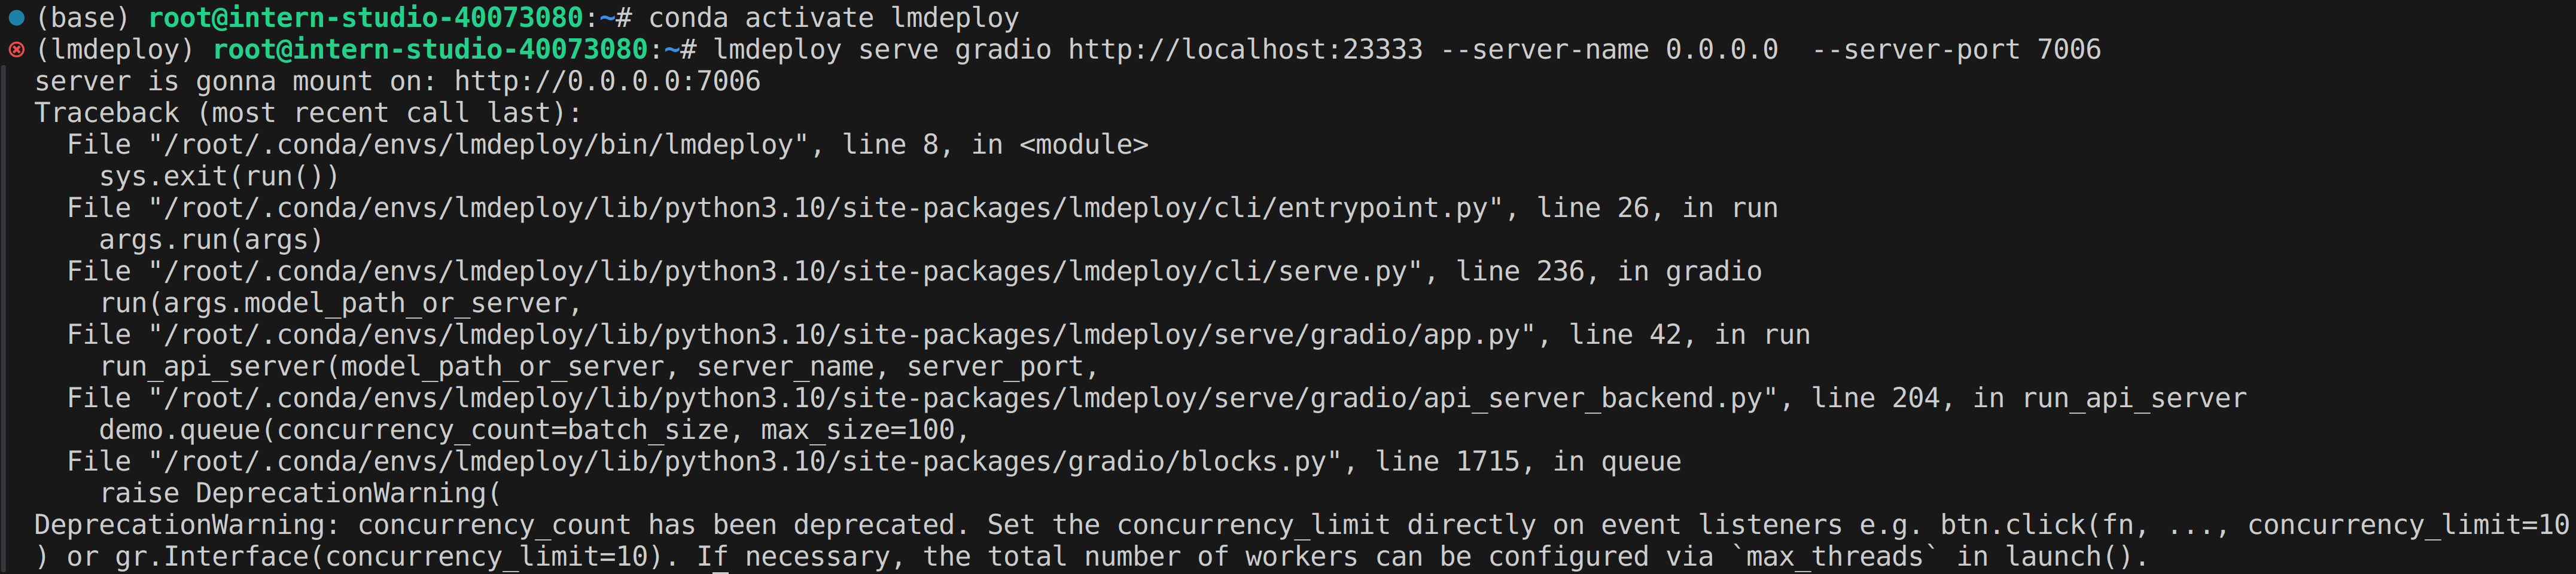 (base) root@intern-studio-40073080:~# conda activate lmdeploy
(lmdeploy) root@intern-studio-40073080:~# lmdeploy serve gradio http://localhost:23333 --server-name 0.0.0.0  --server-port 7006
server is gonna mount on: http://0.0.0.0:7006
Traceback (most recent call last):
  File "/root/.conda/envs/lmdeploy/bin/lmdeploy", line 8, in <module>
    sys.exit(run())
  File "/root/.conda/envs/lmdeploy/lib/python3.10/site-packages/lmdeploy/cli/entrypoint.py", line 26, in run
    args.run(args)
  File "/root/.conda/envs/lmdeploy/lib/python3.10/site-packages/lmdeploy/cli/serve.py", line 236, in gradio
    run(args.model_path_or_server,
  File "/root/.conda/envs/lmdeploy/lib/python3.10/site-packages/lmdeploy/serve/gradio/app.py", line 42, in run
    run_api_server(model_path_or_server, server_name, server_port,
  File "/root/.conda/envs/lmdeploy/lib/python3.10/site-packages/lmdeploy/serve/gradio/api_server_backend.py", line 204, in run_api_server
    demo.queue(concurrency_count=batch_size, max_size=100,
  File "/root/.conda/envs/lmdeploy/lib/python3.10/site-packages/gradio/blocks.py", line 1715, in queue
    raise DeprecationWarning(
DeprecationWarning: concurrency_count has been deprecated. Set the concurrency_limit directly on event listeners e.g. btn.click(fn, ..., concurrency_limit=10
) or gr.Interface(concurrency_limit=10). If necessary, the total number of workers can be configured via `max_threads` in launch().